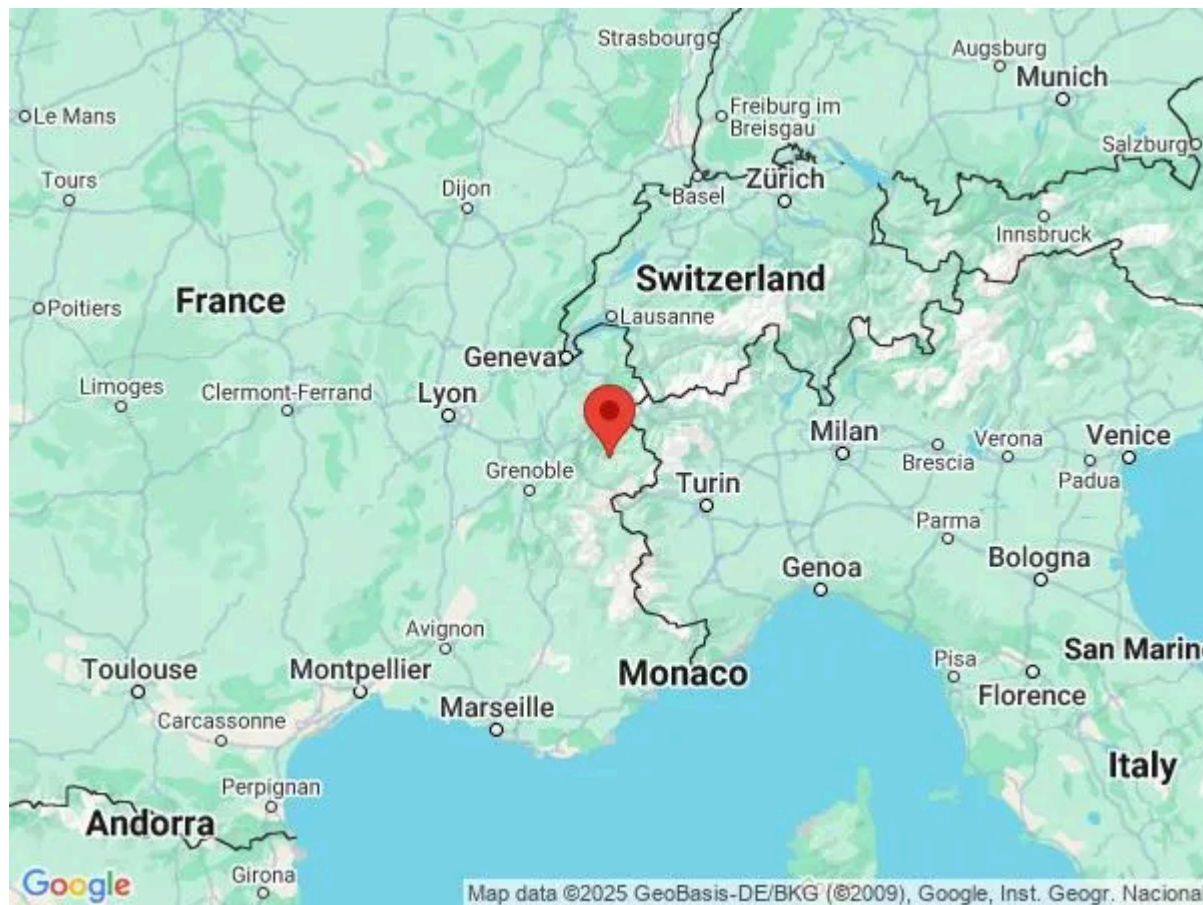 Strasbourg
Augsburg
Munich
Le Mans
Freiburg im
Breisgau
Salzburg
Tours
Dijon
Basel
Zürich
Innsbruck
Switzerland
France
Poitiers
Lausanne
Geneva
Limoges
Clermont-Ferrand
Lyon
Milan
Verona
Venice
Brescia
Padua
Grenoble
Turin
Parma
Bologna
Genoa
Avignon
San Marin
Toulouse
Montpellier
Monaco
Pisa
Florence
Carcassonne
Marseille
Italy
Perpignan
Andorra
Girona
Google
Map data ©2025 GeoBasis-DE/BKG (©2009), Google, Inst. Geogr. Nacional